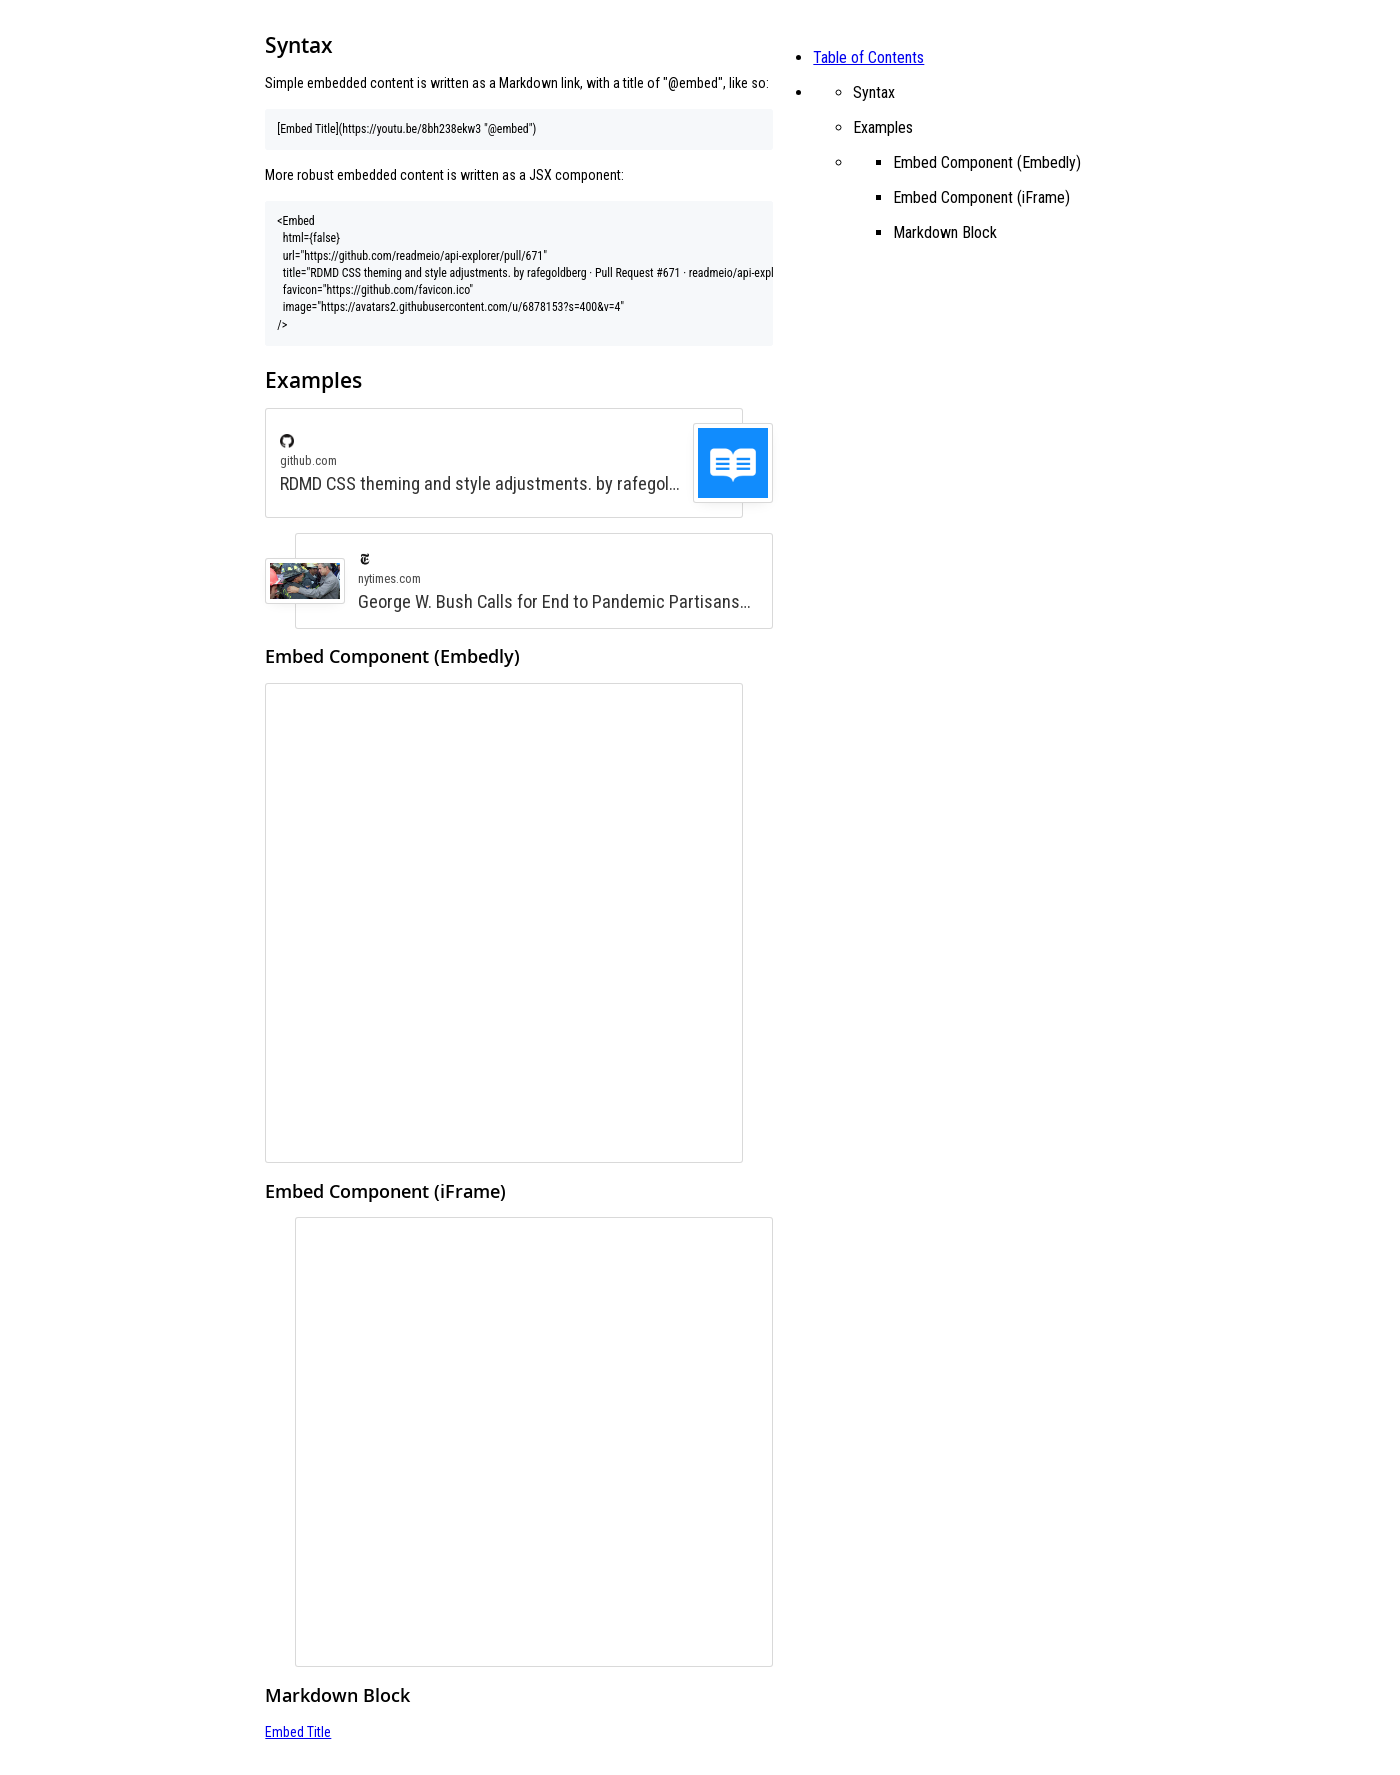 Syntax
Simple embedded content is written as a Markdown link, with a title of "@embed", like so:
[Embed Title](https://youtu.be/8bh238ekw3 "@embed")
More robust embedded content is written as a JSX component:
<Embed
  html={false}
  url="https://github.com/readmeio/api-explorer/pull/671"
  title="RDMD CSS theming and style adjustments. by rafegoldberg · Pull Request #671 · readmeio/api-expl
  favicon="https://github.com/favicon.ico"
  image="https://avatars2.githubusercontent.com/u/6878153?s=400&v=4"
/>
Examples
github.com
RDMD CSS theming and style adjustments. by rafegol...
nytimes.com
George W. Bush Calls for End to Pandemic Partisans...
Embed Component (Embedly)
Embed Component (iFrame)
Markdown Block
Embed Title
Table of Contents
Syntax
Examples
Embed Component (Embedly)
Embed Component (iFrame)
Markdown Block